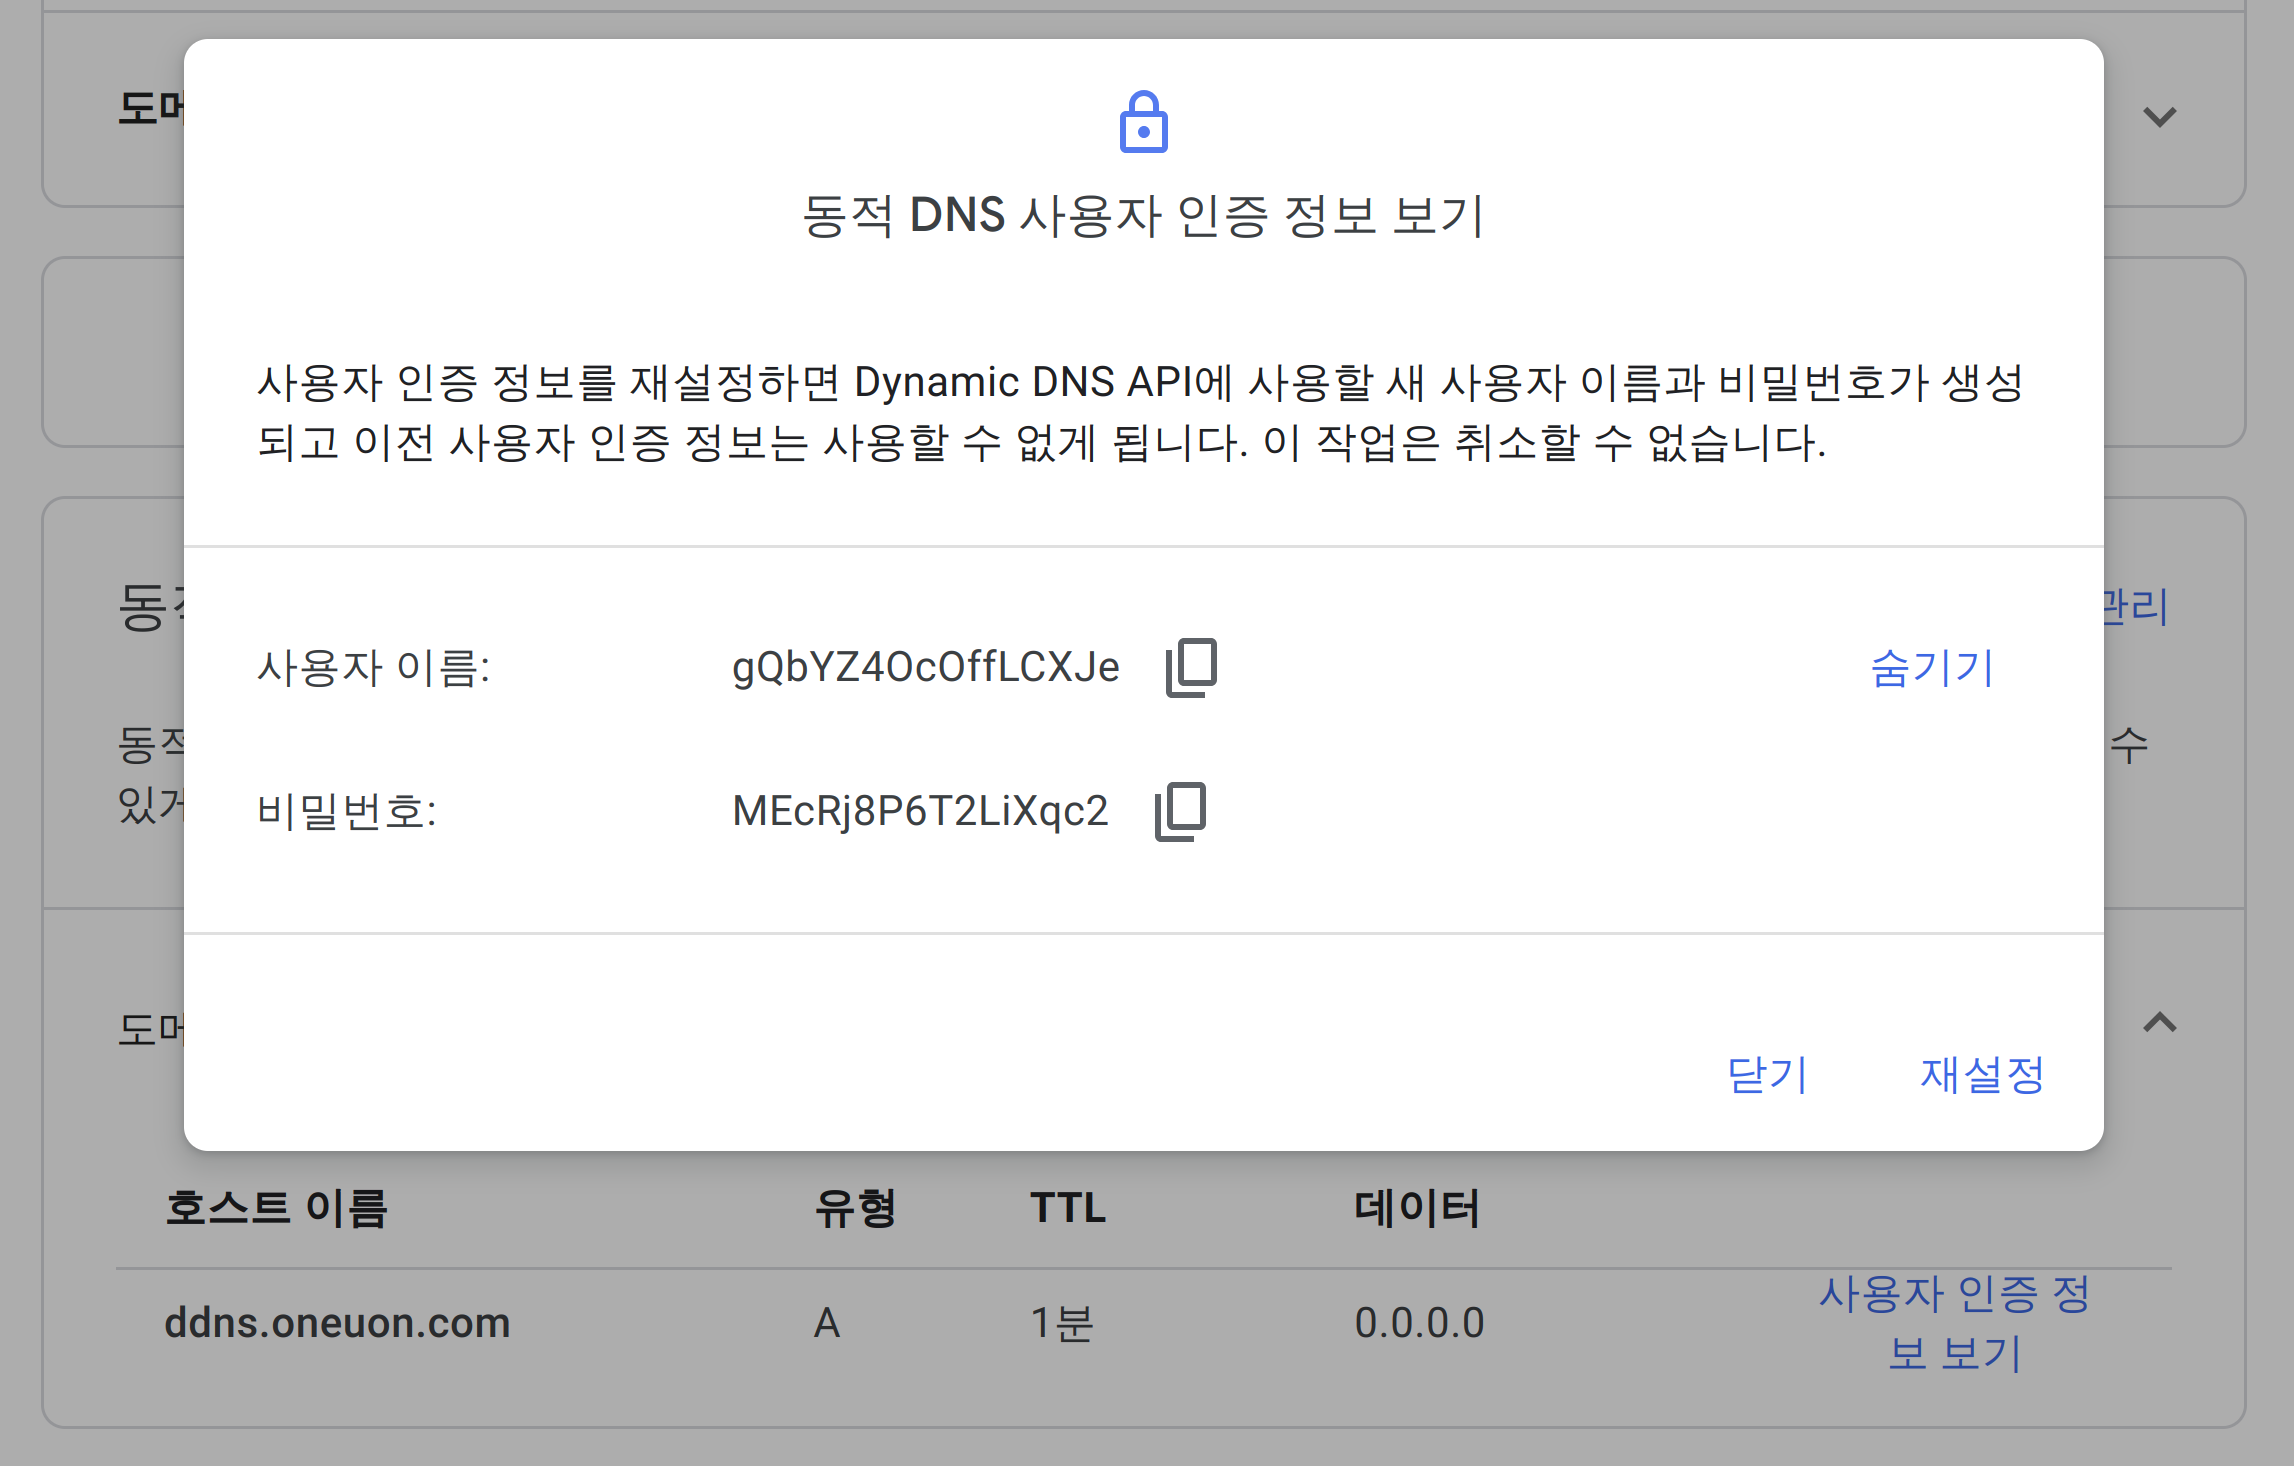 도메
동적 DNS 사용자 인증 정보 보기
사용자 인증 정보를 재설정하면 Dynamic DNS API에 사용할 새 사용자 이름과 비밀번호가 생성
되고 이전 사용자 인증 정보는 사용할 수 없게 됩니다. 이 작업은 취소할 수 없습니다.
동적
관리
사용자 이름: gQbYZ4OcOffLCXJe 숨기기
동적
수
있게
비밀번호: MEcRj8P6T2LiXqc2
도메
닫기 재설정
호스트 이름 유형 TTL 데이터
ddns.oneuon.com A 1분 0.0.0.0
사용자 인증 정
보 보기